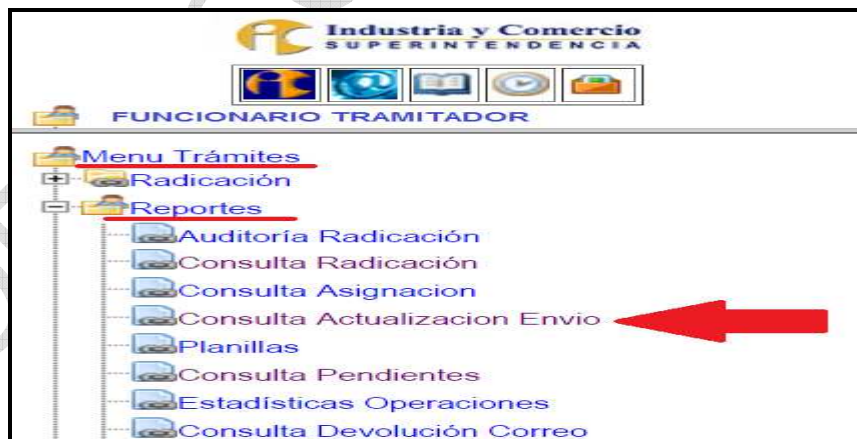 Industria y Comercio
SUPERINTENDENCIA
FUNCIONARIO TRAMITADOR
Menu Trámites
Radicación
Reportes
Auditoría Radicación
Consulta Radicación
Consulta Asignacion
Consulta Actualizacion Envio
Planillas
Consulta Pendientes
Estadísticas Operaciones
Consulta Devolución Correo